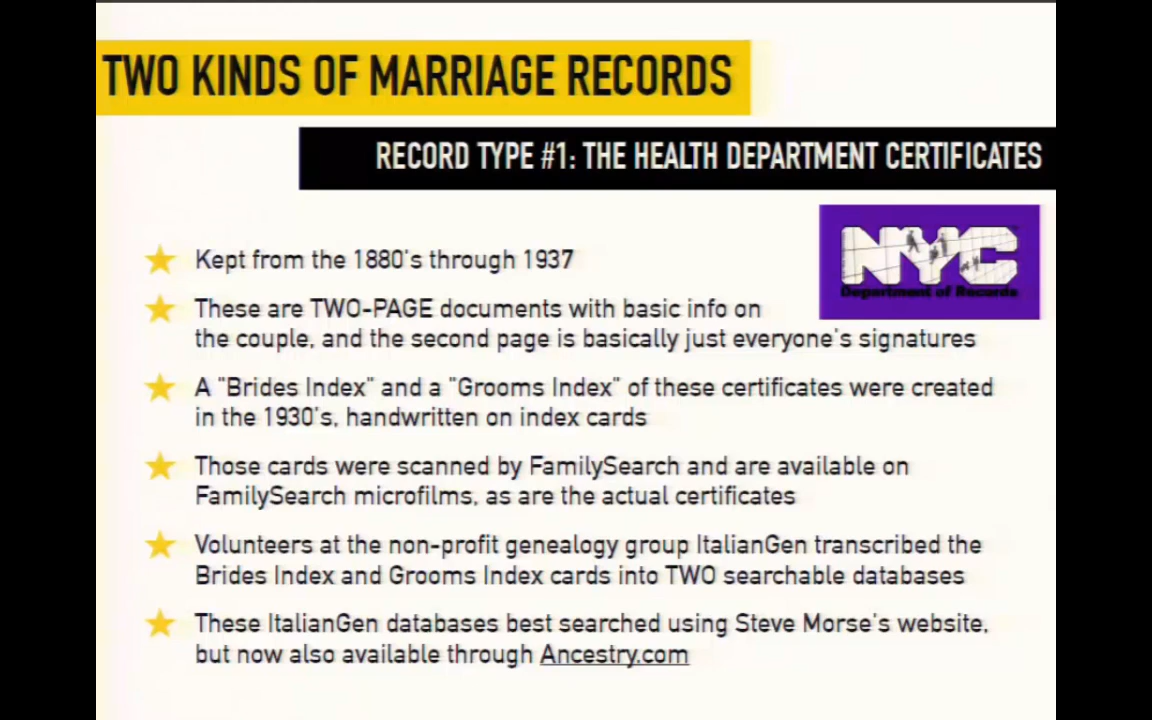 TWO KINDS OF MARRIAGE RECORDS
RECORD TYPE #1: THE HEALTH DEPARTMENT CERTIFICATES
NYC
Department of Records
Kept from the 1880's through 1937
These are TWO-PAGE documents with basic info on
the couple, and the second page is basically just everyone's signatures
A "Brides Index" and a "Grooms Index" of these certificates were created
in the 1930's, handwritten on index cards
Those cards were scanned by FamilySearch and are available on
FamilySearch microfilms, as are the actual certificates
Volunteers at the non-profit genealogy group ItalianGen transcribed the
Brides Index and Grooms Index cards into TWO searchable databases
These ItalianGen databases best searched using Steve Morse's website,
but now also available through Ancestry.com